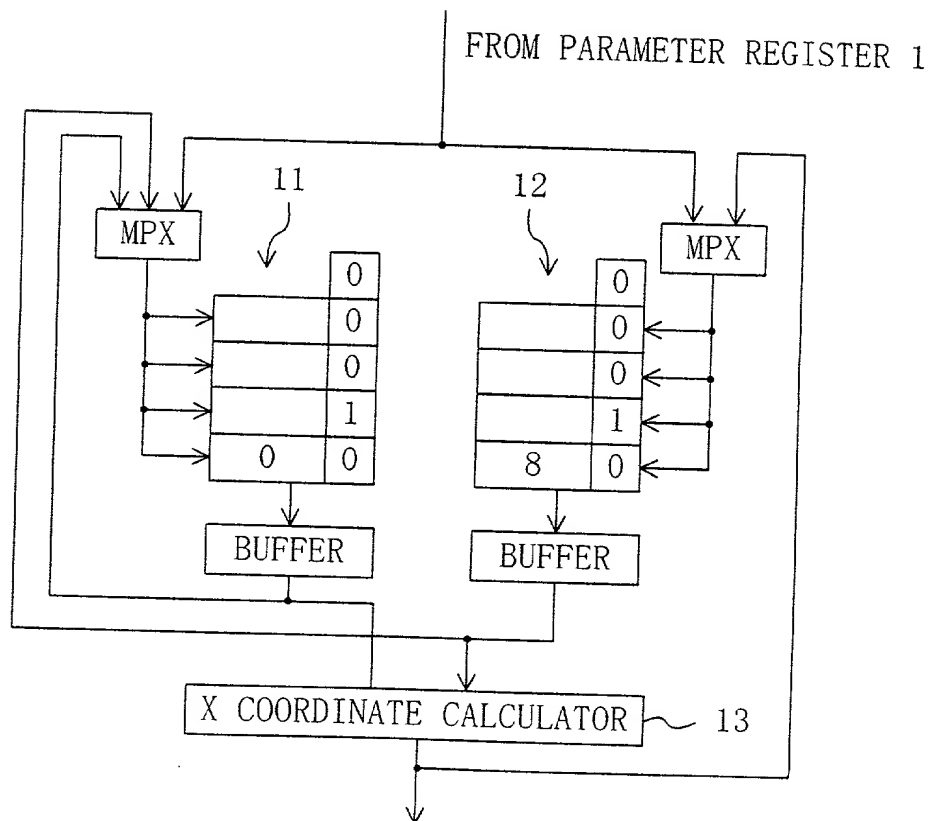 FROM PARAMETER REGISTER 1
11
12
MPX
MPX
0
0
0
0
0
0
1
1
0 0
8 0
BUFFER
BUFFER
X COORDINATE CALCULATOR
13